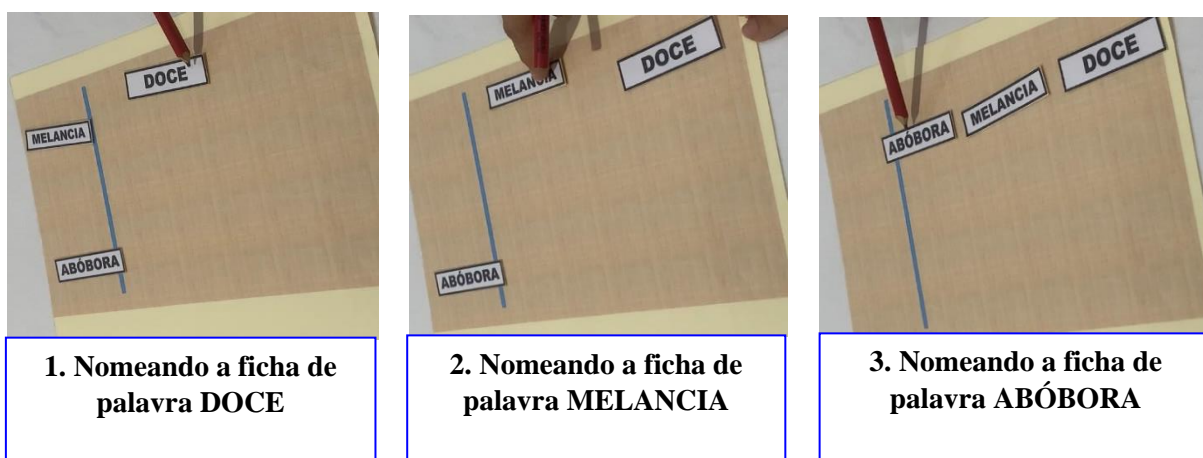 DOCE
MELANCIA
ABÓBORA
1. Nomeando a ficha de
palavra DOCE
MELANCIA
DOCE
ABÓBORA
2. Nomeando a ficha de
palavra MELANCIA
ABÓBORA
MELANCIA
DOCE
3. Nomeando a ficha de
palavra ABÓBORA